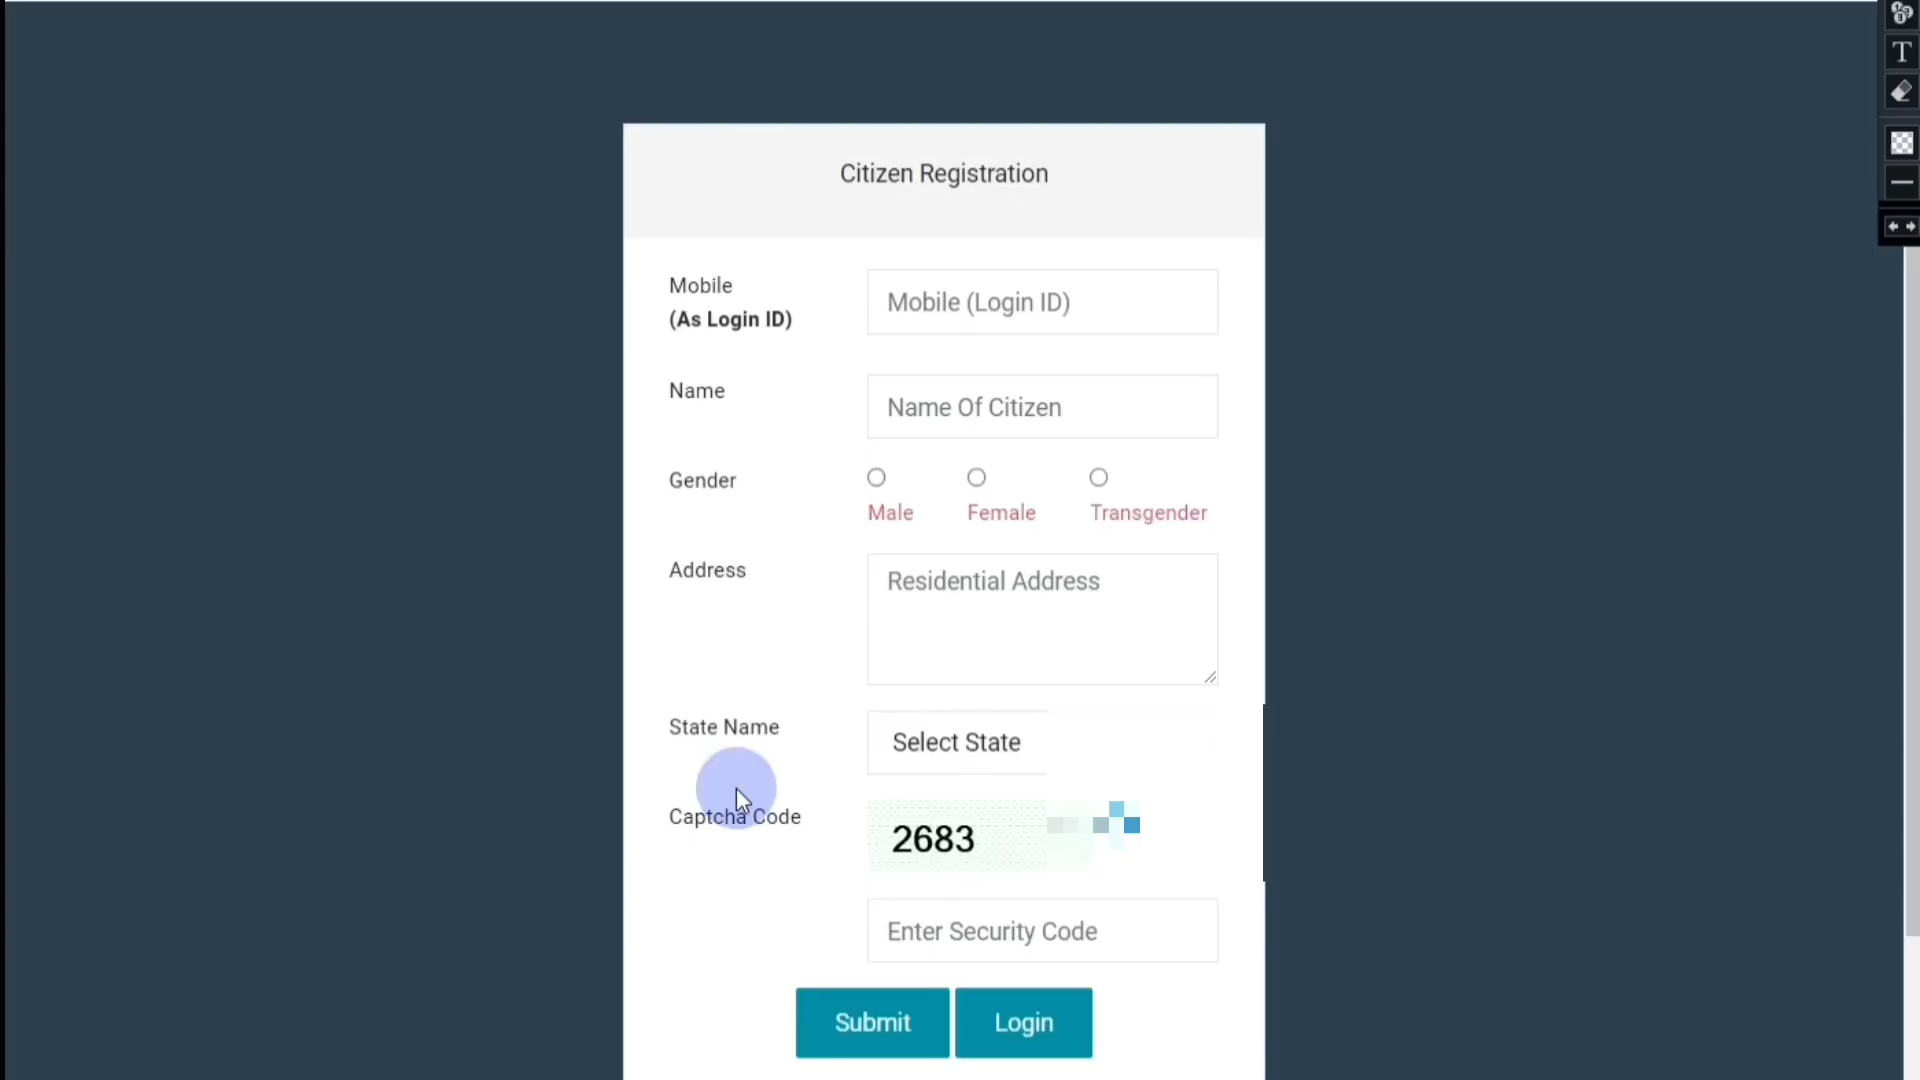 Citizen Registration
Mobile
(As Login ID)
Mobile (Login ID)
Name
Name Of Citizen
Gender
Male Female Transgender
Address
Residential Address
State Name
Select State
Captcha Code
2683
Enter Security Code
Submit Login
T